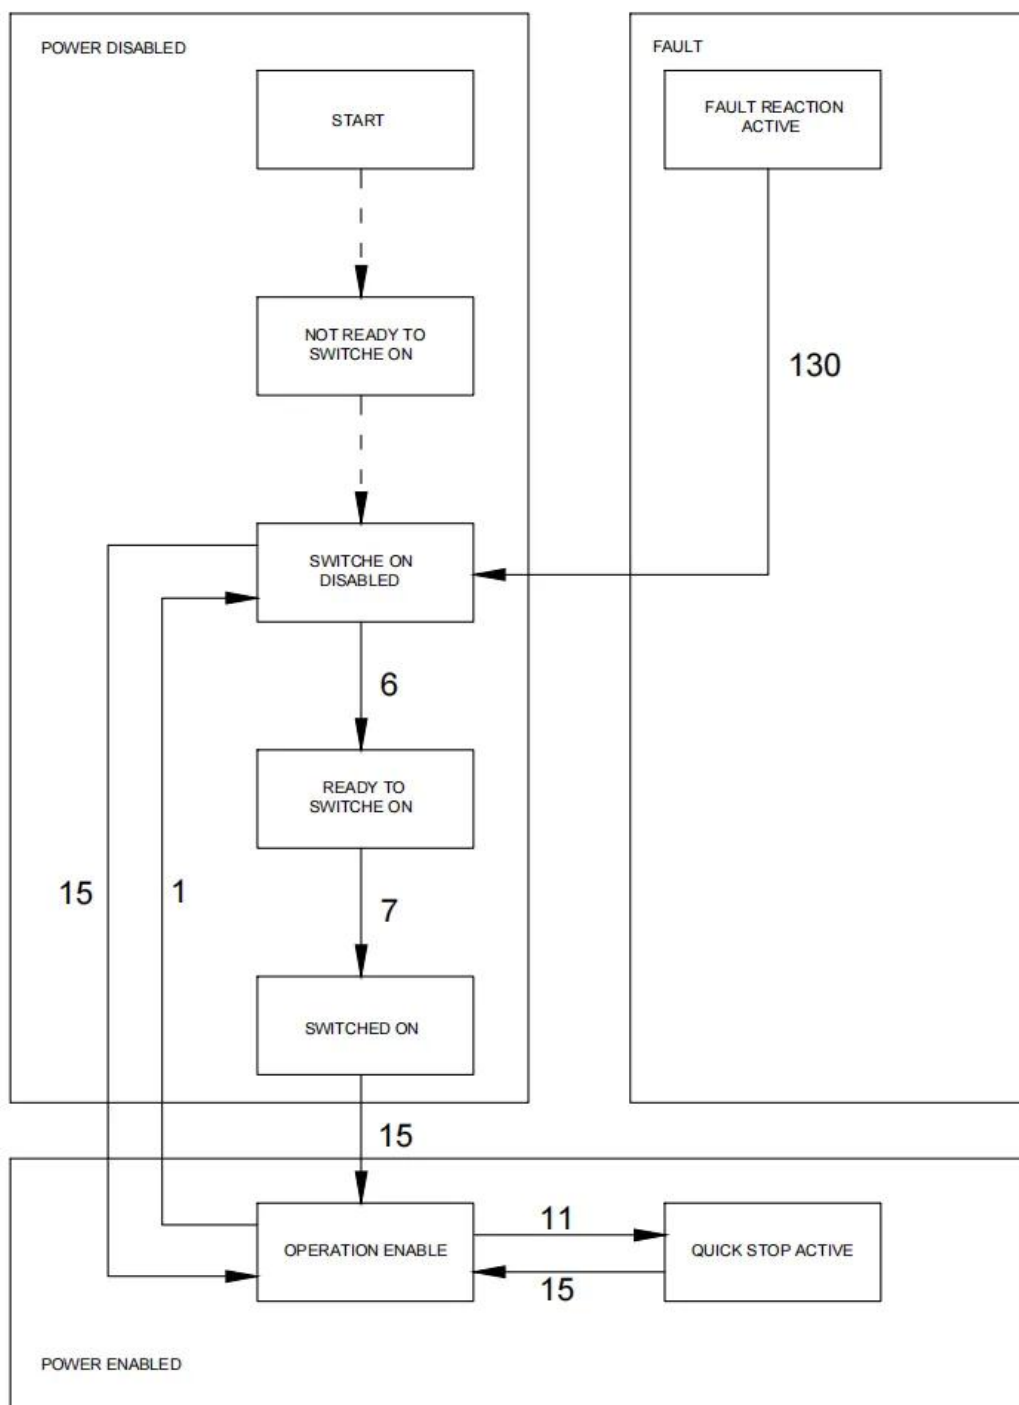 POWER DISABLED
FAULT
START
FAULT REACTION
ACTIVE
NOT READY TO
SWITCHE ON
130
SWITCHE ON
DISABLED
6
READY TO
SWITCHE ON
15
1
7
SWITCHED ON
15
OPERATION ENABLE
11
15
QUICK STOP ACTIVE
POWER ENABLED